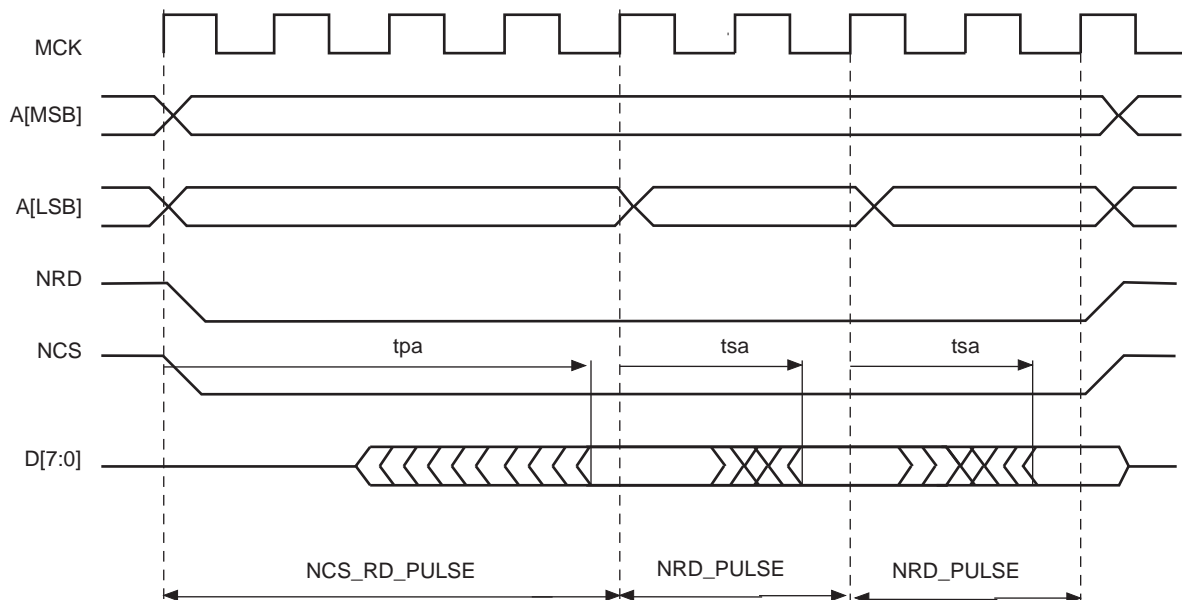 MCK
A[MSB]
A[LSB]
NRD
NCS
tpa
tsa
tsa
D[7:0]
NCS_RD_PULSE
NRD_PULSE
NRD_PULSE